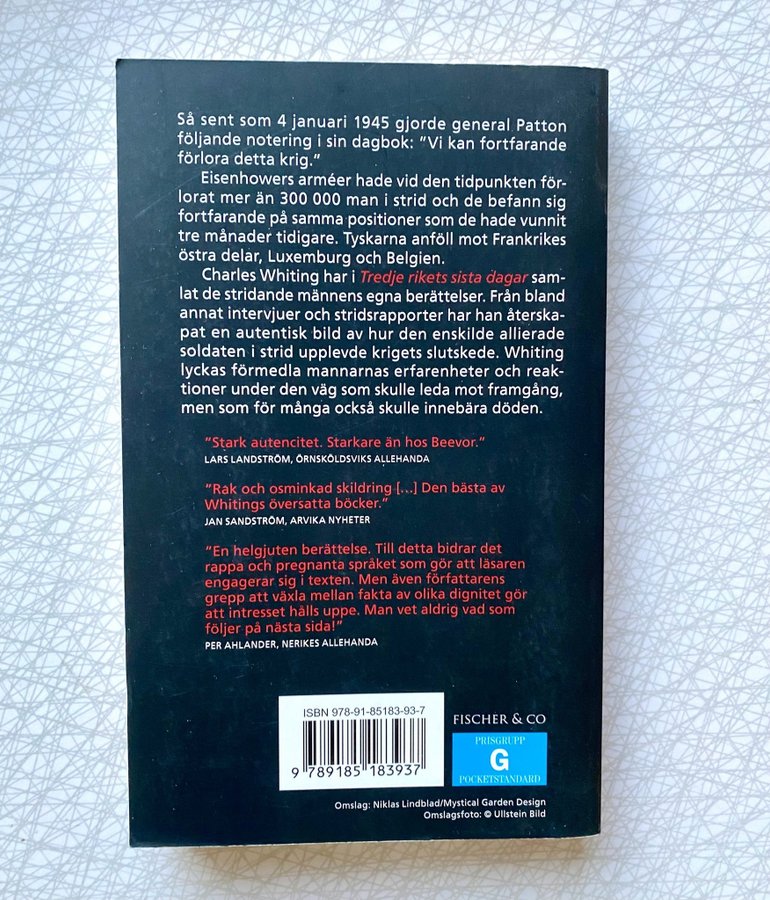 Så sent som 4 januari 1945 gjorde general Patton
följande notering i sin dagbok: ”Vi kan fortfarande
förlora detta krig.”
Eisenhowers arméer hade vid den tidpunkten för-
lorat mer än 300 000 man i strid och de befann sig
fortfarande på samma positioner som de hade vunnit
tre månader tidigare. Tyskarna anföll mot Frankrikes
östra delar, Luxemburg och Belgien.
Charles Whiting har i Tredje rikets sista dagar sam-
lat de stridande männens egna berättelser. Från bland
annat intervjuer och stridsrapporter har han återska-
pat en autentisk bild av hur den enskilde allierade
soldaten i strid upplevde krigets slutskede. Whiting
lyckas förmedla mannarnas erfarenheter och reak-
tioner under den väg som skulle leda mot framgång,
men som för många också skulle innebära döden.
”Stark autencitet. Starkare än hos Beevor.”
LARS LANDSTRÖM, ÖRNSKÖLDSVIKS ALLEHANDA
”Rak och osminkad skildring [...] Den bästa av
Whitings översatta böcker.”
JAN SANDSTRÖM, ARVIKA NYHETER
”En helgjuten berättelse. Till detta bidrar det
rappa och pregnanta språket som gör att läsaren
engagerar sig i texten. Men även författarens
grepp att växla mellan fakta av olika dignitet gör
att intresset hålls uppe. Man vet aldrig vad som
följer på nästa sida!”
PER AHLANDER, NERIKES ALLEHANDA
ISBN 978-91-85183-93-7
9 789185 183937
FISCHER & CO
PRISGRUPP
G
POCKETSTANDARD
Omslag: Niklas Lindblad/Mystical Garden Design
Omslagsfoto: © Ullstein Bild